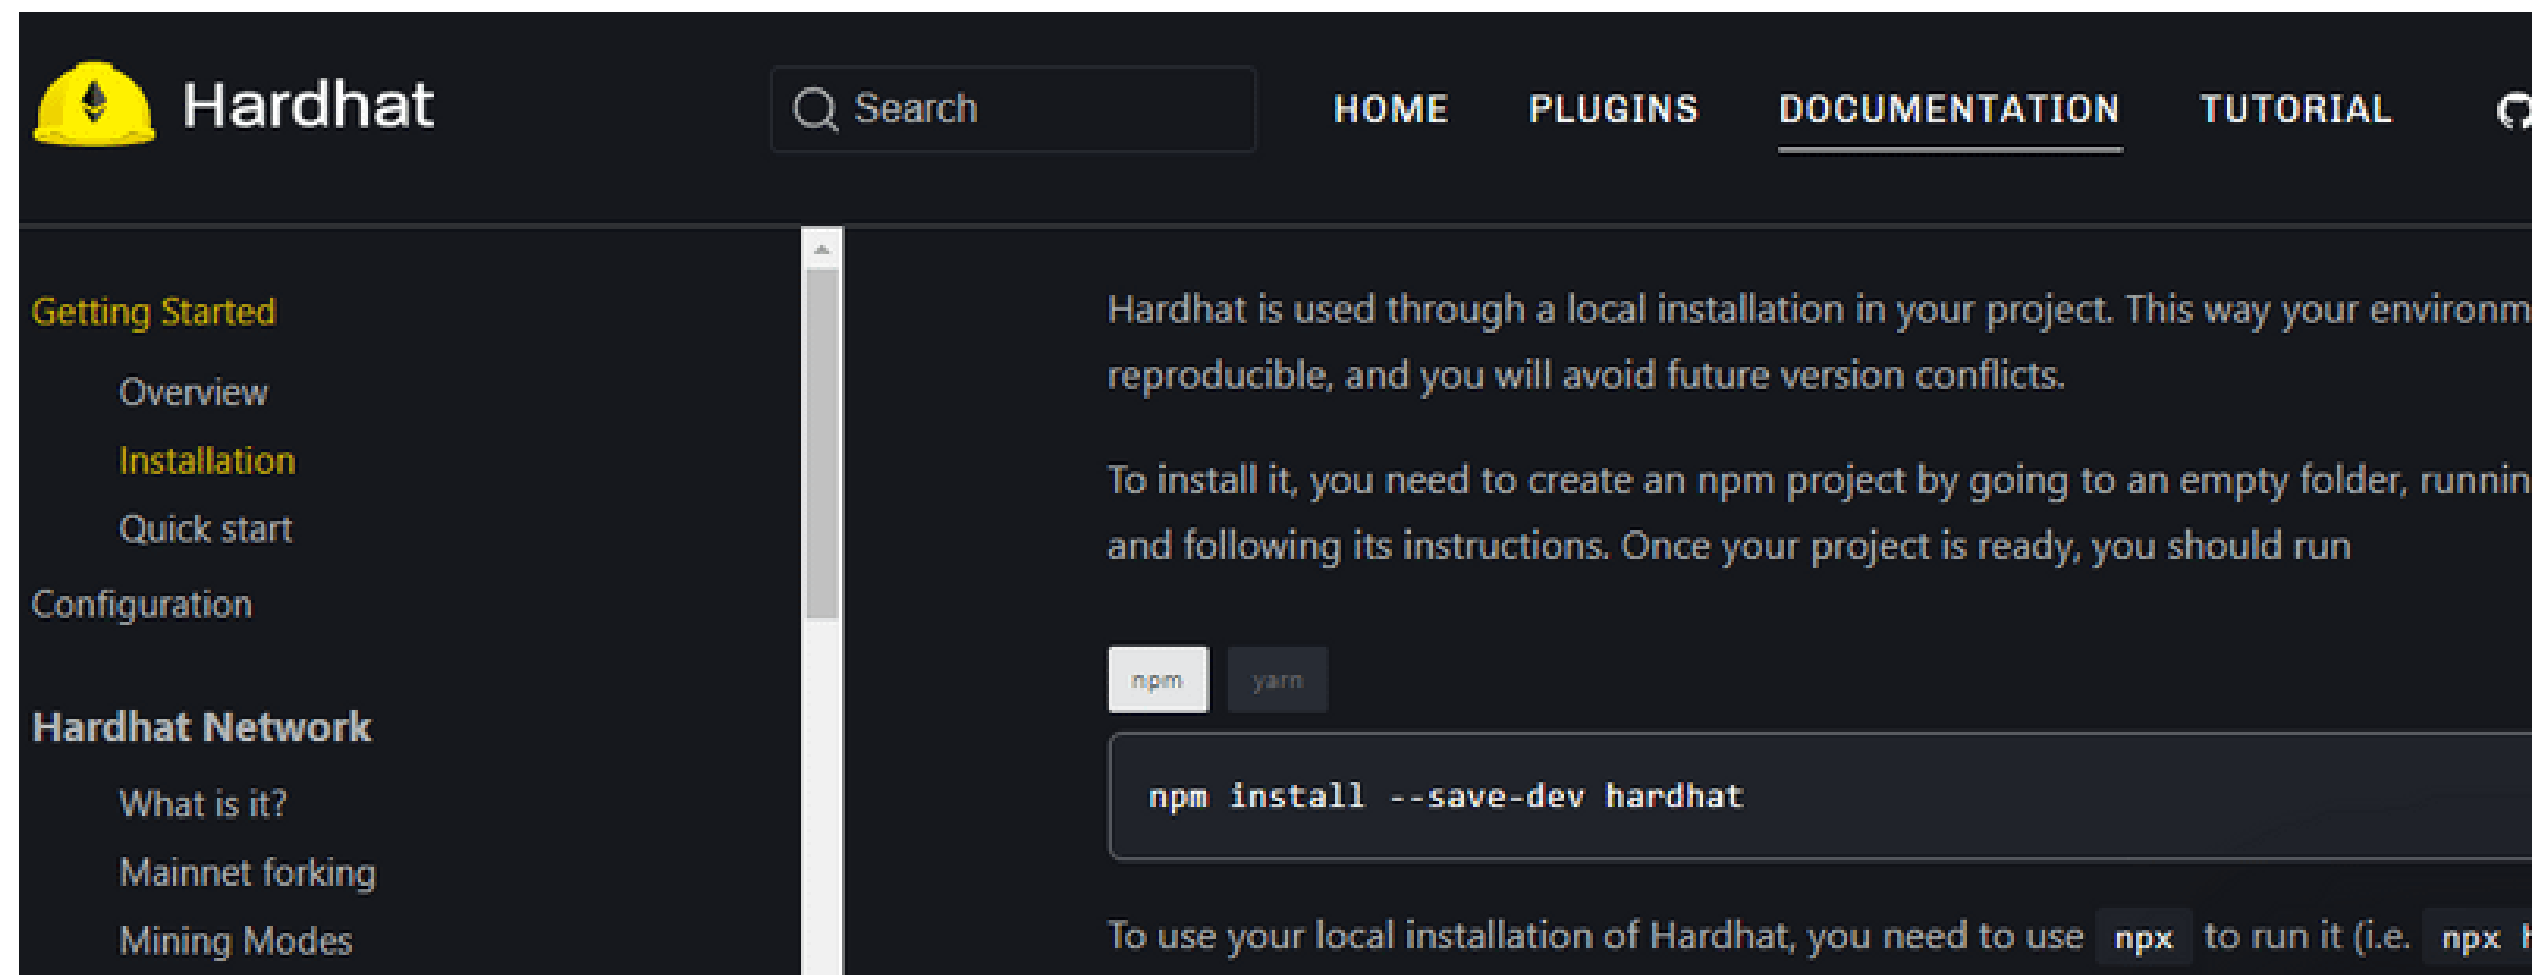 Hardhat
Search
HOME
PLUGINS
DOCUMENTATION
TUTORIAL
Getting Started
Overview
Installation
Quick start
Configuration
Hardhat Network
What is it?
Mainnet forking
Mining Modes
Hardhat is used through a local installation in your project. This way your environm
reproducible, and you will avoid future version conflicts.
To install it, you need to create an npm project by going to an empty folder, runnin
and following its instructions. Once your project is ready, you should run
npm
yarn
npm install --save-dev hardhat
To use your local installation of Hardhat, you need to use npx to run it (i.e. npx h